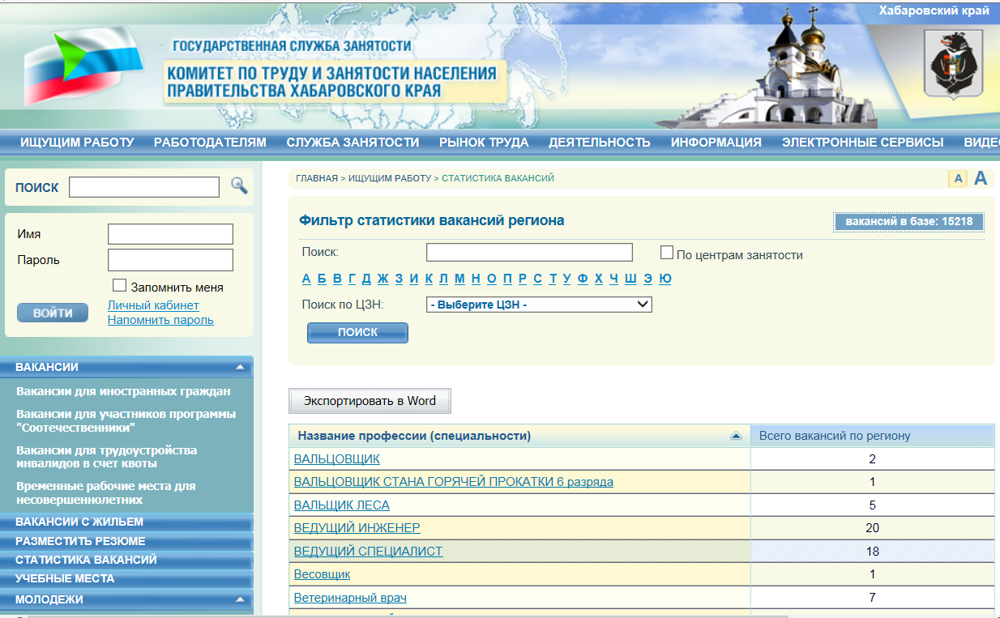 Хабаровский край
ГОСУДАРСТВЕННАЯ СЛУЖБА ЗАНЯТОСТИ
КОМИТЕТ ПО ТРУДУ И ЗАНЯТОСТИ НАСЕЛЕНИЯ
ПРАВИТЕЛЬСТВА ХАБАРОВСКОГО КРАЯ
ИЩУЩИМ РАБОТУ РАБОТОДАТЕЛЯМ СЛУЖБА ЗАНЯТОСТИ РЫНОК ТРУДА ДЕЯТЕЛЬНОСТЬ ИНФОРМАЦИЯ ЭЛЕКТРОННЫЕ СЕРВИСЫ ВИДЕ
ПОИСК
Имя
Пароль
Запомнить меня
ВОЙТИ
Личный кабинет
Напомнить пароль
ВАКАНСИИ
Вакансии для иностранных граждан
Вакансии для участников программы
"Соотечественники"
Вакансии для трудоустройства
инвалидов в счет квоты
Временные рабочие места для
несовершеннолетних
ВАКАНСИИ С ЖИЛЬЕМ
РАЗМЕСТИТЬ РЕЗЮМЕ
СТАТИСТИКА ВАКАНСИЙ
УЧЕБНЫЕ МЕСТА
МОЛОДЕЖИ
ГЛАВНАЯ > ИЩУЩИМ РАБОТУ > СТАТИСТИКА ВАКАНСИЙ
А А
Фильтр статистики вакансий региона
вакансий в базе: 15218
Поиск:
По центрам занятости
А Б В Г Д Ж З И К Л М Н О П Р С Т У Ф Х Ч Ш Э Ю
Поиск по ЦЗН:
- Выберите ЦЗН -
ПОИСК
Экспортировать в Word
Название профессии (специальности) Всего вакансий по региону
ВАЛЬЦОВЩИК 2
ВАЛЬЦОВЩИК СТАНА ГОРЯЧЕЙ ПРОКАТКИ 6 разряда 1
ВАЛЬЩИК ЛЕСА 5
ВЕДУЩИЙ ИНЖЕНЕР 20
ВЕДУЩИЙ СПЕЦИАЛИСТ 18
Весовщик 1
Ветеринарный врач 7